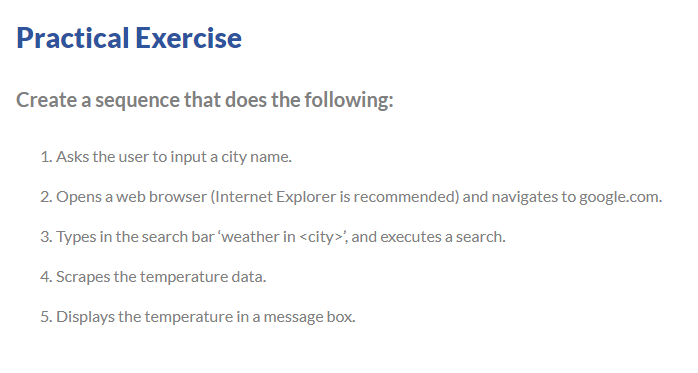 Practical Exercise
Create a sequence that does the following:
1. Asks the user to input a city name.
2. Opens a web browser (Internet Explorer is recommended) and navigates to google.com.
3. Types in the search bar ‘weather in <city>’, and executes a search.
4. Scrapes the temperature data.
5. Displays the temperature in a message box.